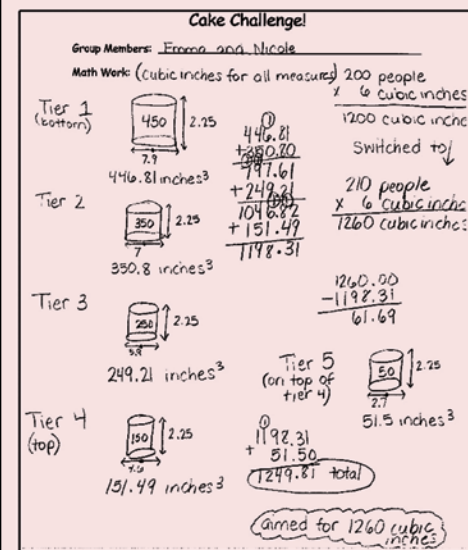 Cake Challenge!
Group Members: Emma and Nicole
Math Work: (cubic inches for all measures)
200 people
x 6 cubic inches
1200 cubic inche
Switched to ↓
210 people
x 6 cubic inche
1260 cubic inches
Tier 1
(bottom)
450
2.25
7.9
446.81 inches³
1
446.81
+350.80
797.61
+249.21
1046.82
+151.49
1198.31
Tier 2
350
2.25
7
350.8 inches³
1260.00
-1198.31
61.69
Tier 3
250
2.25
249.21 inches³
Tier 5
(on top of
tier 4)
50
2.25
2.7
51.5 inches³
Tier 4
(top)
150
2.25
151.49 inches³
1
1198.31
+ 51.50
1249.81 total
(aimed for 1260 cubic
inches